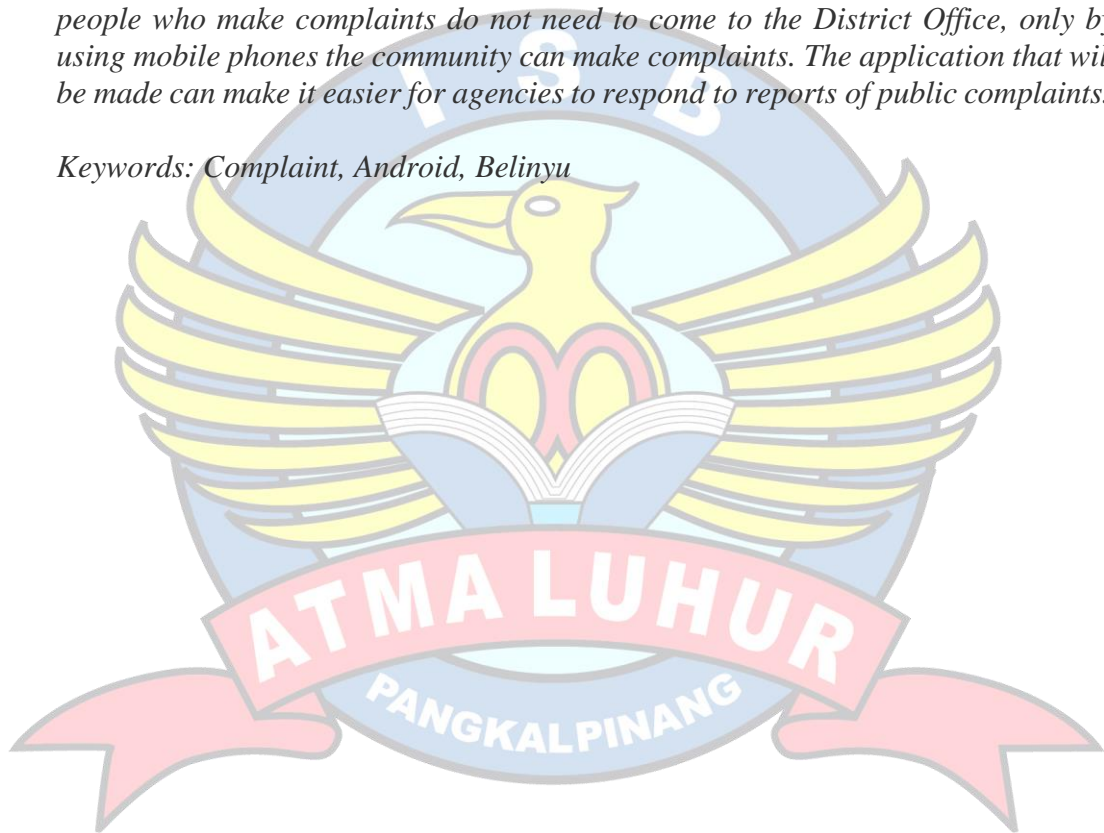 people who make complaints do not need to come to the District Office, only by
using mobile phones the community can make complaints. The application that will
be made can make it easier for agencies to respond to reports of public complaints.
Keywords: Complaint, Android, Belinyu
I S B
ATMA LUHUR
PANGKALPINANG